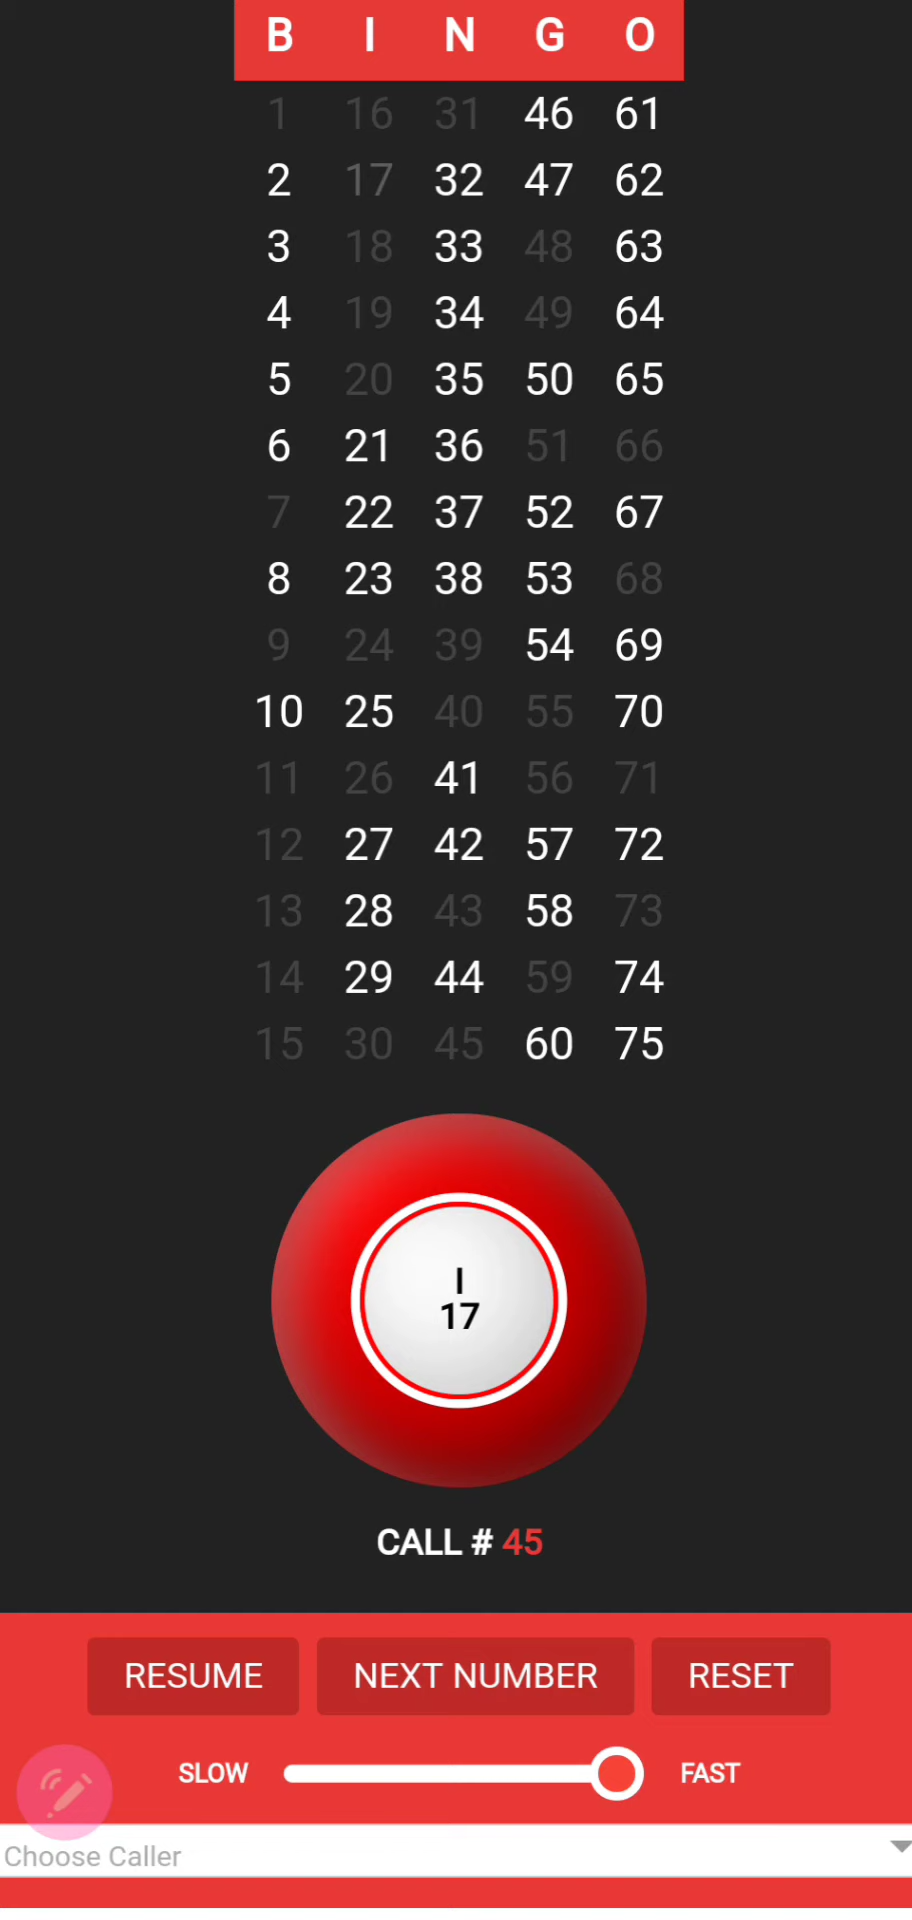 B I N G O
1 16 31 46 61
2 17 32 47 62
3 18 33 48 63
4 19 34 49 64
5 20 35 50 65
6 21 36 51 66
7 22 37 52 67
8 23 38 53 68
9 24 39 54 69
10 25 40 55 70
11 26 41 56 71
12 27 42 57 72
13 28 43 58 73
14 29 44 59 74
15 30 45 60 75
I
17
CALL # 45
RESUME NEXT NUMBER RESET
SLOW FAST
Choose Caller